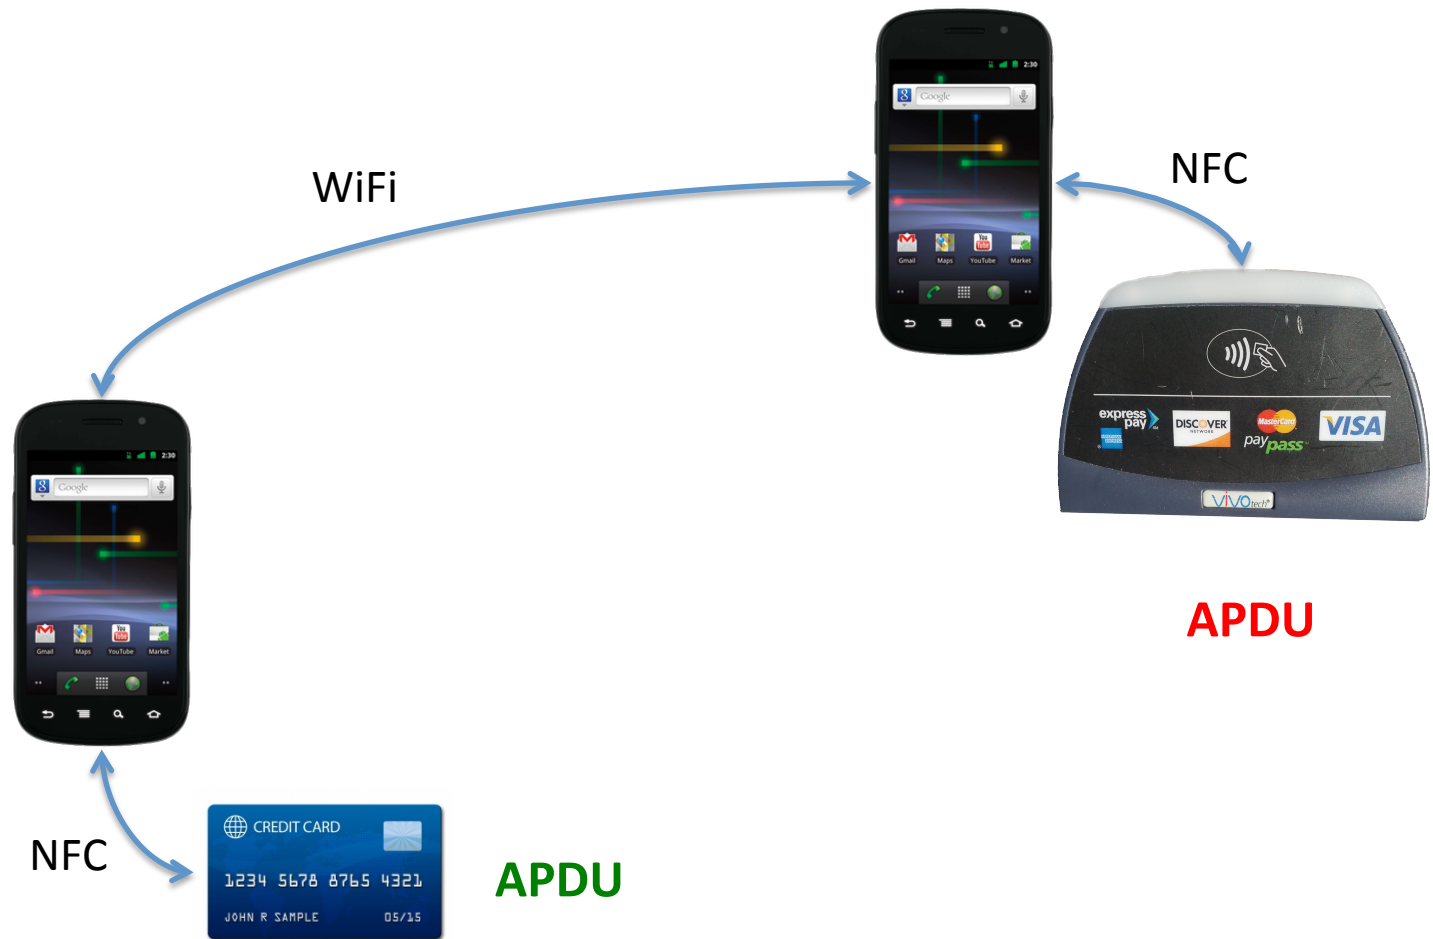 2:30
Google
WiFi
NFC
Gmail Maps YouTube Market
2:30
Google
express
pay
DISCOVER
NETWORK
MasterCard
paypass
VISA
ViVOtech
APDU
Gmail Maps YouTube Market
NFC
CREDIT CARD
1234 5678 8765 4321
JOHN R SAMPLE 05/15
APDU